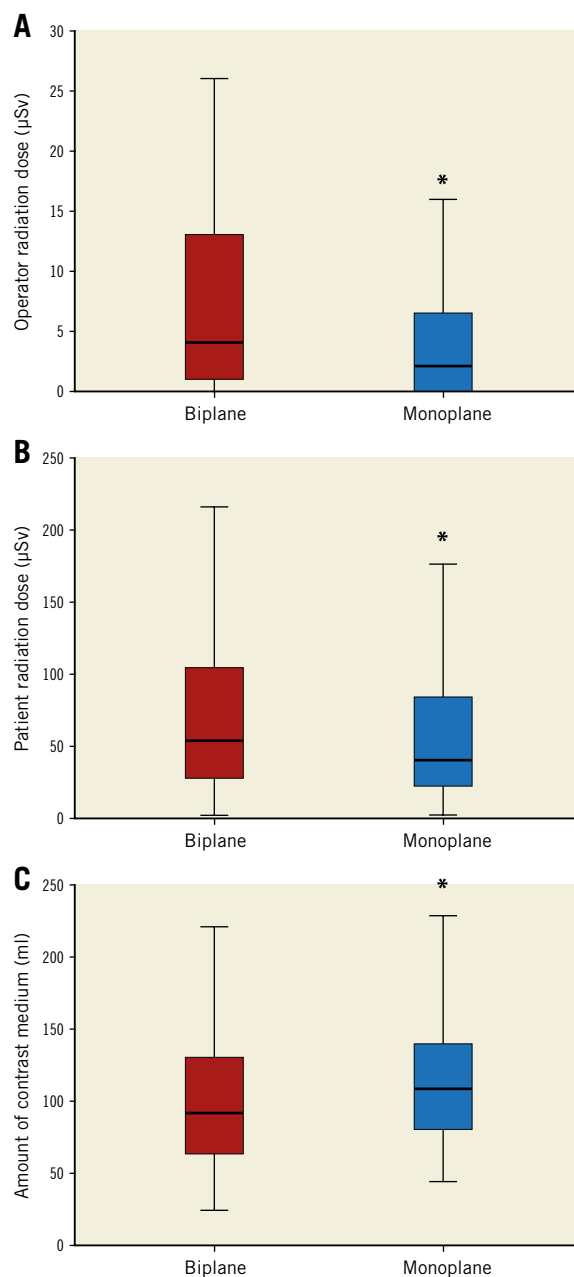 A
Operator radiation dose (µSv)
30
25
20
15
10
5
0
*
Biplane Monoplane
B
Patient radiation dose (µSv)
250
200
150
100
50
0
*
Biplane Monoplane
C
Amount of contrast medium (ml)
250
200
150
100
50
0
*
Biplane Monoplane